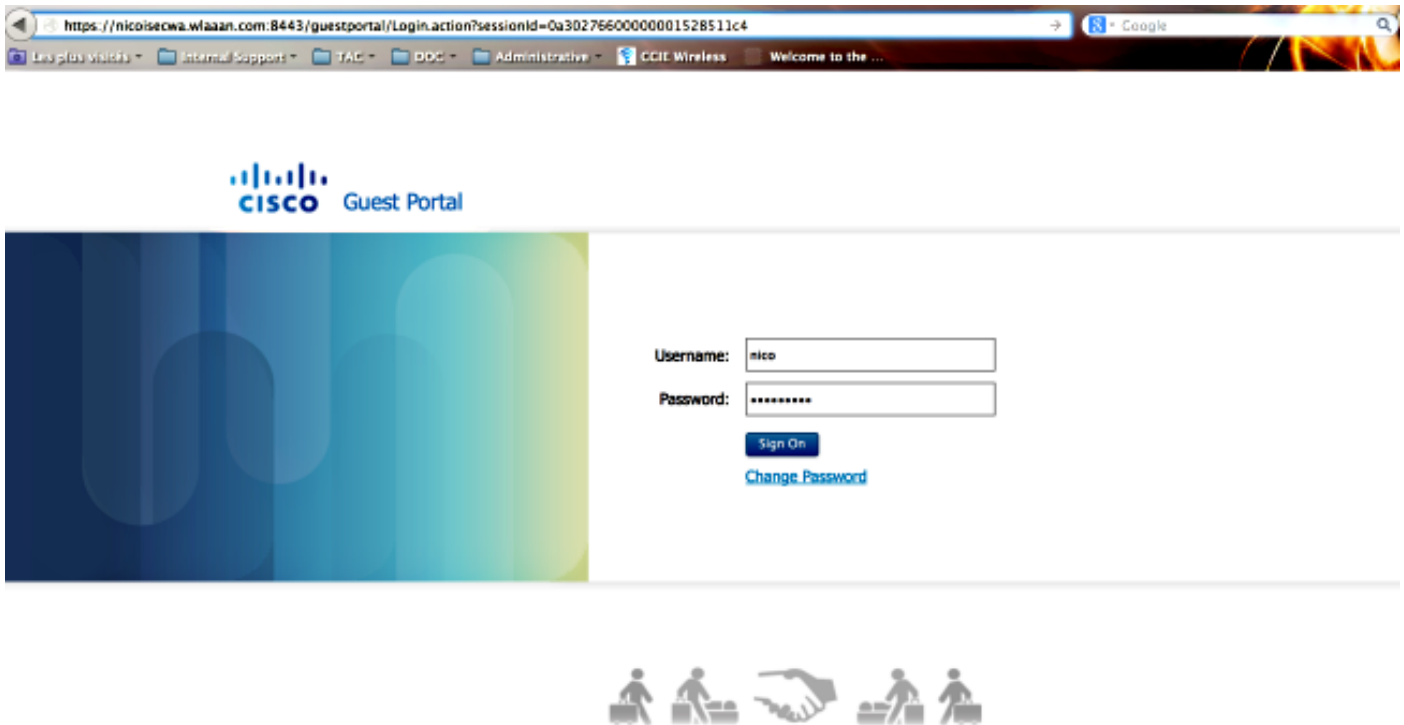 https://nicoisecwa.wlaaan.com:8443/guestportal/Login.action?sessionId=0a30276600000001528511c4
Google
Les plus visités
Internal Support
TAC
DOC
Administrative
CCIE Wireless
Welcome to the ...
CISCO Guest Portal
Username: nico
Password: •••••••••
Sign On
Change Password